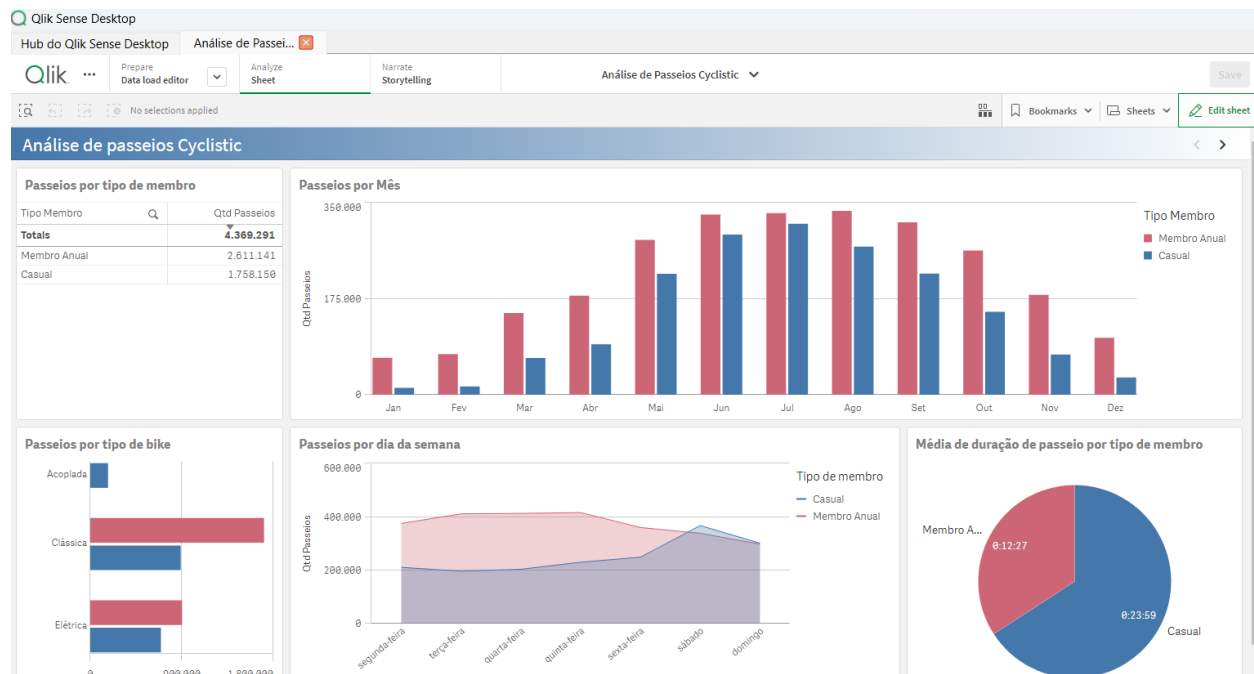 Qlik Sense Desktop
Hub do Qlik Sense Desktop
Análise de Passei...
Qlik
Prepare
Data load editor
Analyze
Sheet
Narrate
Storytelling
Análise de Passeios Cyclistic
Save
No selections applied
Bookmarks
Sheets
Edit sheet
Análise de passeios Cyclistic
Passeios por tipo de membro
Tipo Membro Qtd Passeios
Totals 4.369.291
Membro Anual 2.611.141
Casual 1.758.150
Passeios por Mês
350.000
175.000
0
Qtd Passeios
Jan Fev Mar Abr Mai Jun Jul Ago Set Out Nov Dez
Tipo Membro
Membro Anual
Casual
Passeios por tipo de bike
Acoplada
Clássica
Elétrica
0 900.000 1.800.000
Passeios por dia da semana
600.000
400.000
200.000
0
Qtd Passeios
segunda-feira terça-feira quarta-feira quinta-feira sexta-feira sábado domingo
Tipo de membro
Casual
Membro Anual
Média de duração de passeio por tipo de membro
Membro A...
0:12:27
0:23:59
Casual